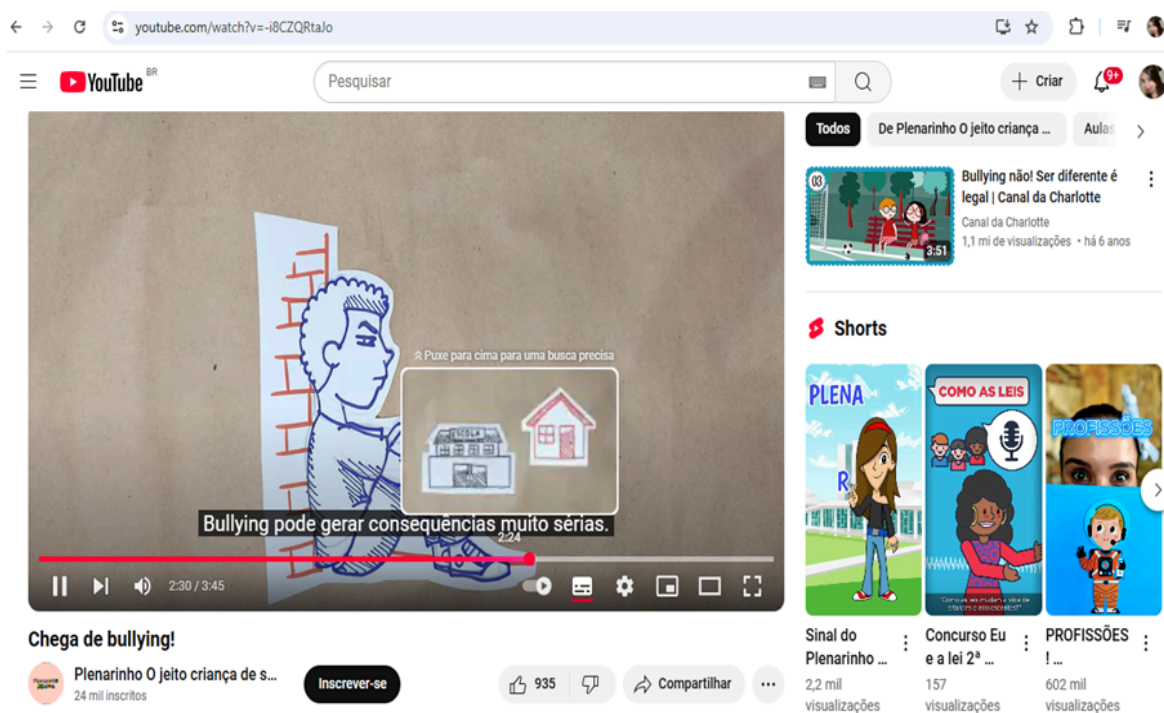 youtube.com/watch?v=-i8CZQRtaJo
YouTube BR
Pesquisar
Criar
9+
Puxe para cima para uma busca precisa
ESCOLA
Bullying pode gerar consequências muito sérias.
2:24
2:30 / 3:45
Chega de bullying!
Plenarinho O jeito criança de s...
24 mil inscritos
Inscrever-se
935
Compartilhar
Todos
De Plenarinho O jeito criança ...
Aulas
03
3:51
Bullying não! Ser diferente é
legal | Canal da Charlotte
Canal da Charlotte
1,1 mi de visualizações • há 6 anos
Shorts
PLENA
R
Sinal do
Plenarinho ...
2,2 mil
visualizações
COMO AS LEIS
Concurso Eu
e a lei 2ª ...
157
visualizações
PROFISSÕES
PROFISSÕES
! ...
602 mil
visualizações